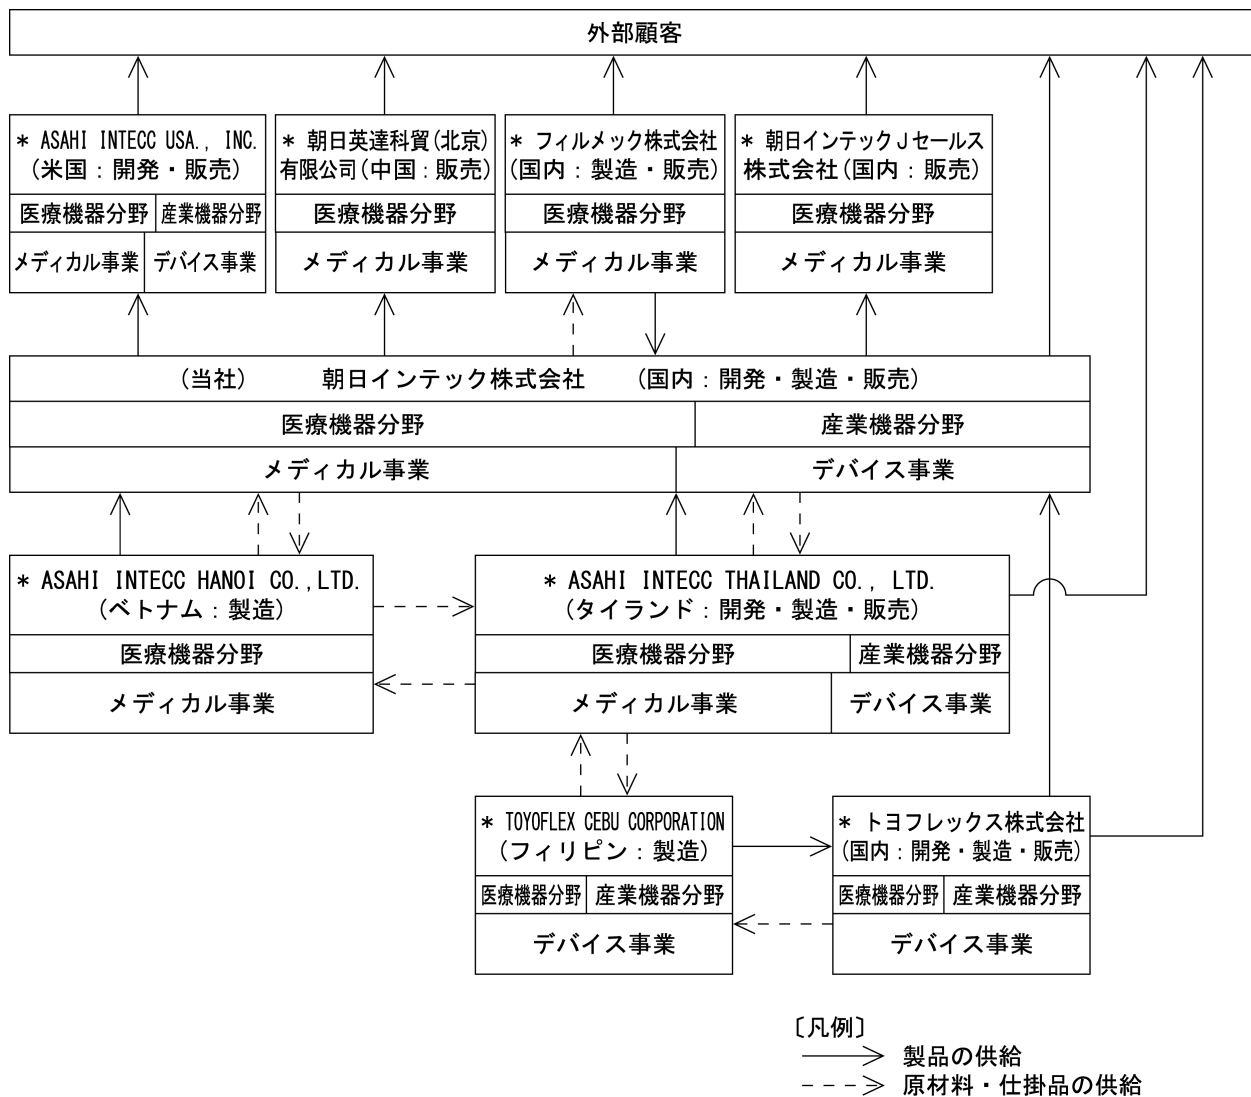 外部顧客
* ASAHI INTECC USA., INC.
(米国：開発・販売)
医療機器分野
産業機器分野
メディカル事業
デバイス事業
* 朝日英達科貿(北京)
有限公司(中国：販売)
医療機器分野
メディカル事業
* フィルメック株式会社
(国内：製造・販売)
医療機器分野
メディカル事業
* 朝日インテックJセールス
株式会社(国内：販売)
医療機器分野
メディカル事業
(当社) 朝日インテック株式会社 (国内：開発・製造・販売)
医療機器分野
産業機器分野
メディカル事業
デバイス事業
* ASAHI INTECC HANOI CO.,LTD.
(ベトナム：製造)
医療機器分野
メディカル事業
* ASAHI INTECC THAILAND CO., LTD.
(タイランド：開発・製造・販売)
医療機器分野
産業機器分野
メディカル事業
デバイス事業
* TOYOFLEX CEBU CORPORATION
(フィリピン：製造)
医療機器分野
産業機器分野
デバイス事業
* トヨフレックス株式会社
(国内：開発・製造・販売)
医療機器分野
産業機器分野
デバイス事業
〔凡例〕
製品の供給
原材料・仕掛品の供給